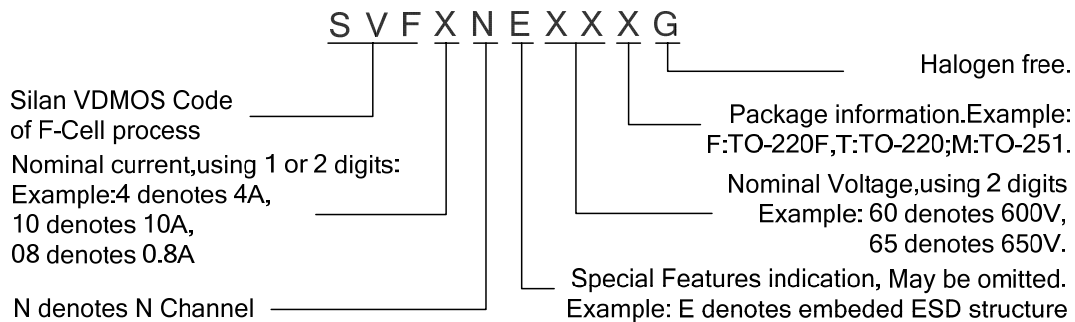 S V F X N E X X X G
Halogen free.
Silan VDMOS Code
of F-Cell process
Package information.Example:
F:TO-220F,T:TO-220;M:TO-251.
Nominal current,using 1 or 2 digits:
Example:4 denotes 4A,
10 denotes 10A,
08 denotes 0.8A
Nominal Voltage,using 2 digits
Example: 60 denotes 600V,
65 denotes 650V.
Special Features indication, May be omitted.
Example: E denotes embeded ESD structure
N denotes N Channel